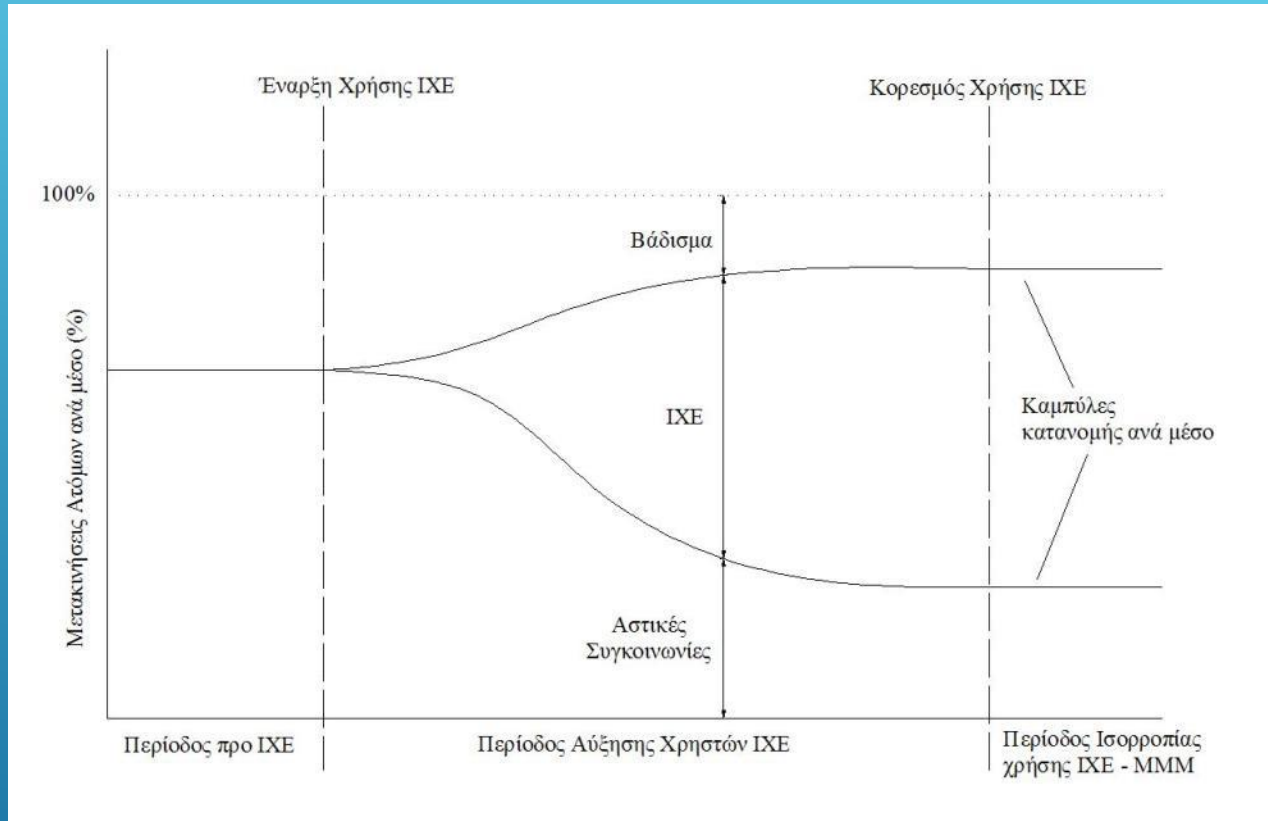 Έναρξη Χρήσης ΙΧΕ
Κορεσμός Χρήσης ΙΧΕ
100%
Βάδισμα
Μετακινήσεις Ατόμων ανά μέσο (%)
ΙΧΕ
Καμπύλες
κατανομής ανά μέσο
Αστικές
Συγκοινωνίες
Περίοδος προ ΙΧΕ
Περίοδος Αύξησης Χρηστών ΙΧΕ
Περίοδος Ισορροπίας
χρήσης ΙΧΕ - ΜΜΜ